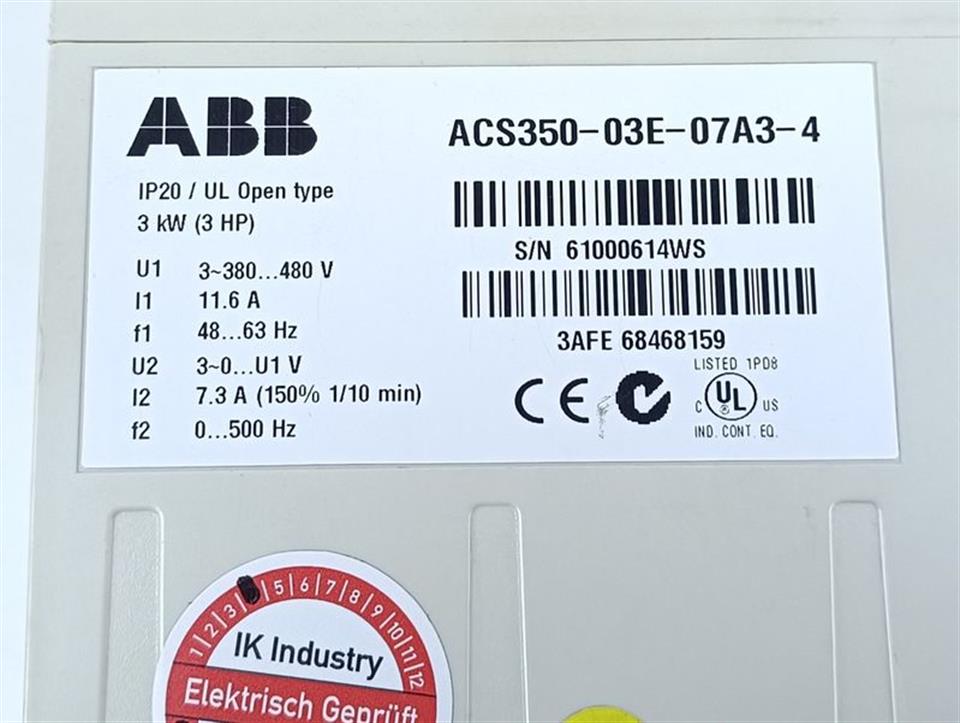 ABB
ACS350-03E-07A3-4
IP20 / UL Open type
3 kW (3 HP)
S/N 61000614WS
U1 3~380...480 V
I1 11.6 A
f1 48...63 Hz
U2 3~0...U1 V
I2 7.3 A (150% 1/10 min)
f2 0...500 Hz
3AFE 68468159
LISTED 1PD8
CE
C UL US
IND. CONT. EQ.
1 2 3 5 6 7 8 9 10 11 12
IK Industry
Elektrisch Geprüft